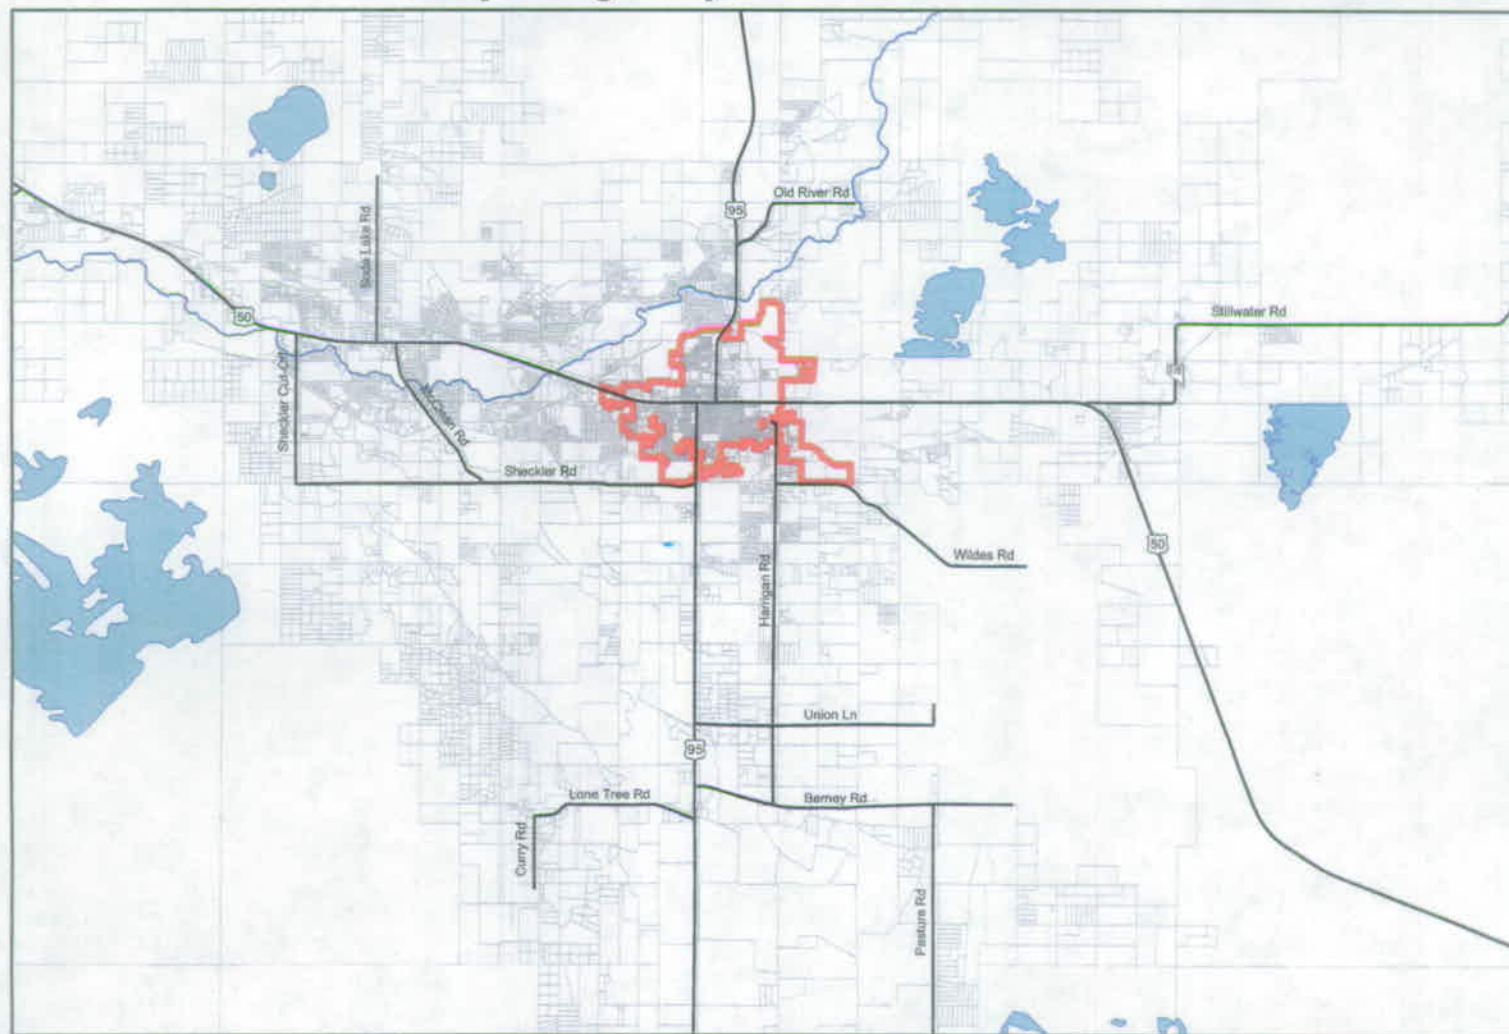 Old River Rd
95
Soda Lake Rd
50
Stillwater Rd
Sheckler Cut-Off
McClean Rd
Sheckler Rd
Wildes Rd
50
Harrigan Rd
Union Ln
95
Lone Tree Rd
Berney Rd
Curry Rd
Pasture Rd